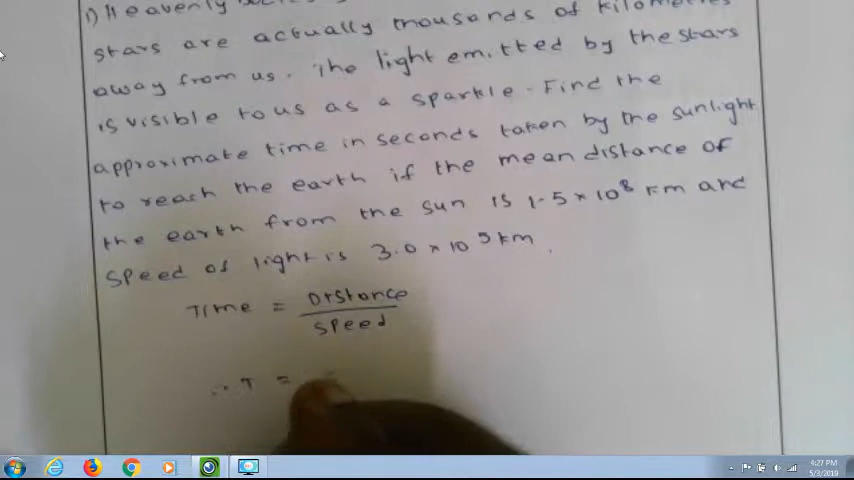 1) Heavenly
stars are actually thousands of kilometres
away from us. The light emitted by the stars
is visible to us as a sparkle. Find the
approximate time in seconds taken by the sunlight
to reach the earth if the mean distance of
the earth from the sun is 1.5 × 10⁸ km and
speed of light is 3.0 × 10⁵ km.
Time = Distance
speed
∴ T =
4:27 PM
5/3/2019